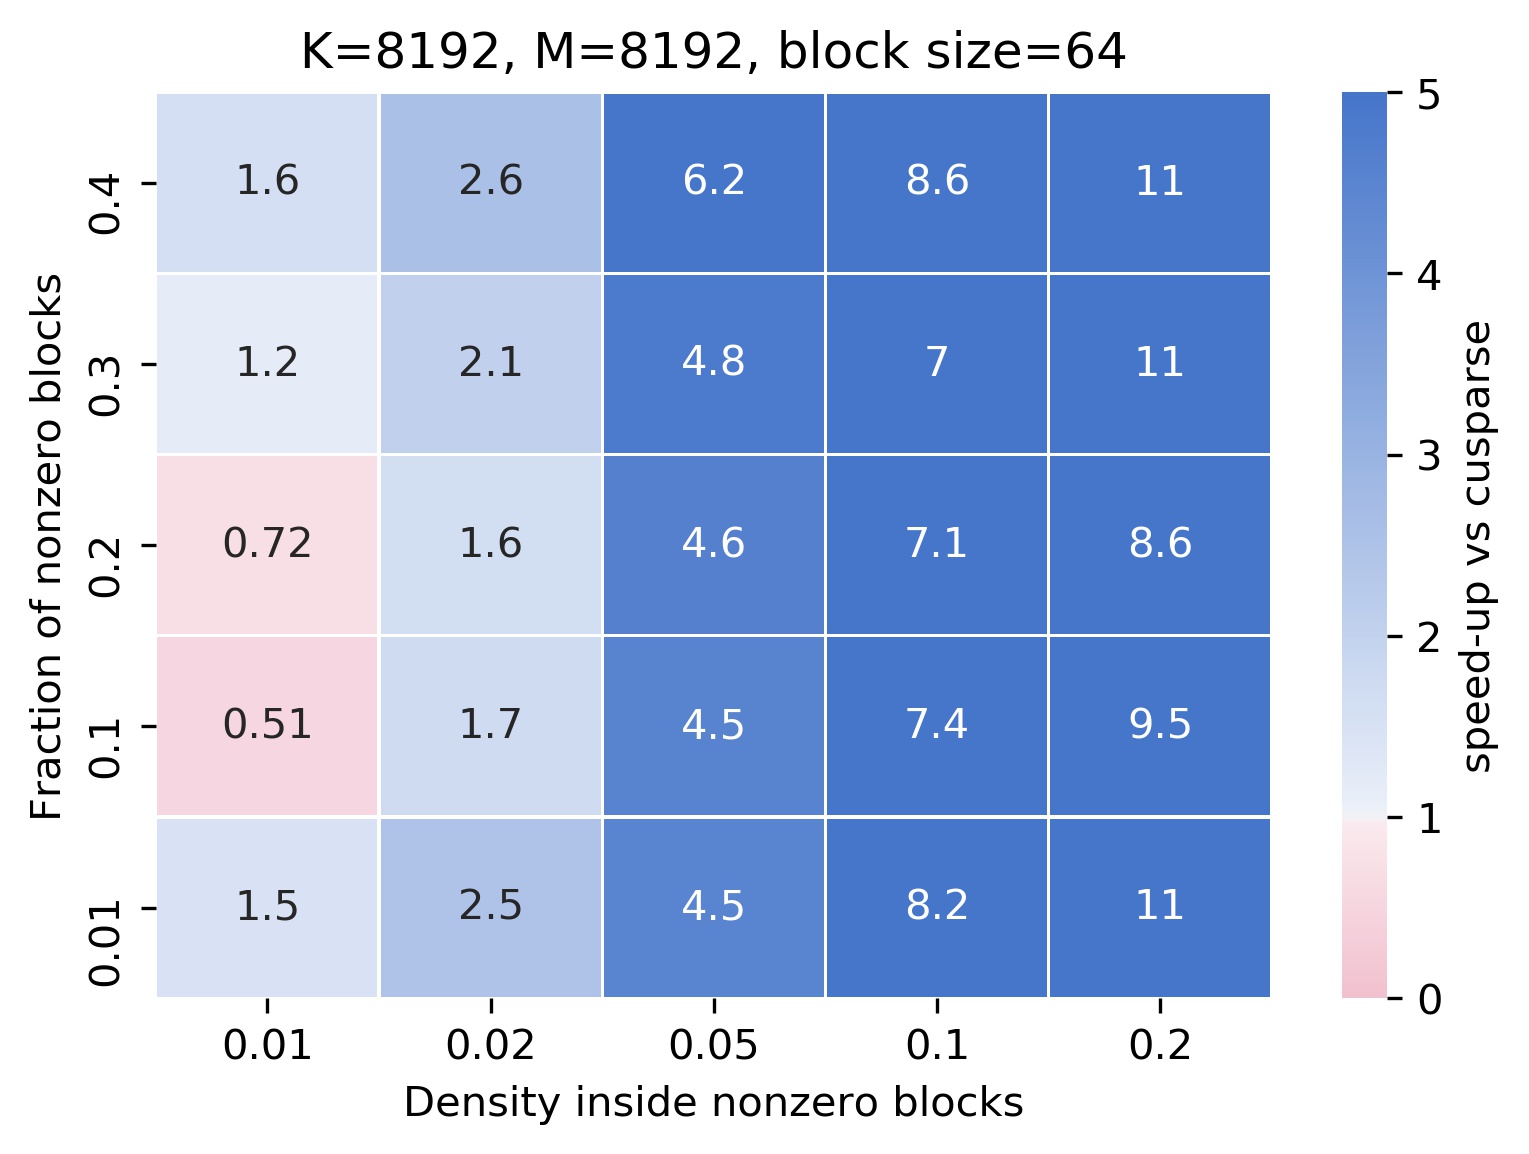 K=8192, M=8192, block size=64
Fraction of nonzero blocks
0.4 1.6 2.6 6.2 8.6 11
0.3 1.2 2.1 4.8 7 11
0.2 0.72 1.6 4.6 7.1 8.6
0.1 0.51 1.7 4.5 7.4 9.5
0.01 1.5 2.5 4.5 8.2 11
0.01 0.02 0.05 0.1 0.2
Density inside nonzero blocks
5
4
3
2
1
0
speed-up vs cusparse